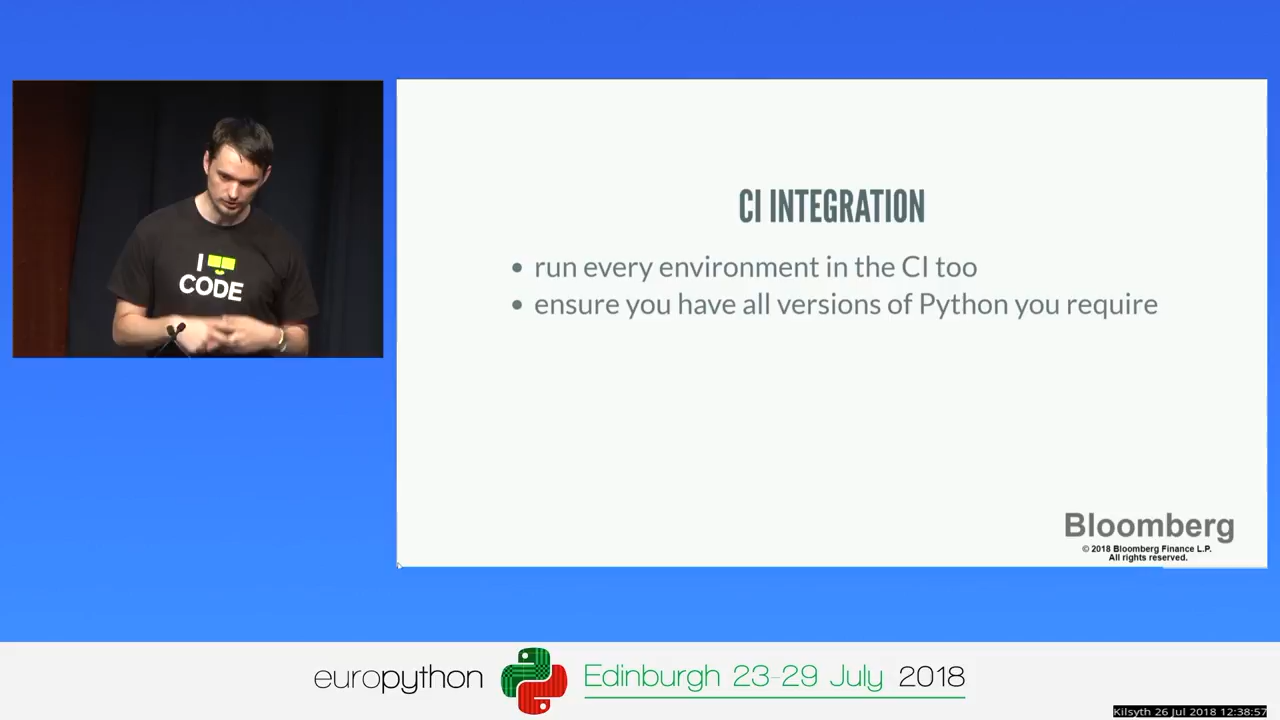 I
CODE
CI INTEGRATION
run every environment in the CI too
ensure you have all versions of Python you require
Bloomberg
© 2018 Bloomberg Finance L.P.
All rights reserved.
europython
Edinburgh 23-29 July 2018
Kilsyth 26 Jul 2018 12:38:57